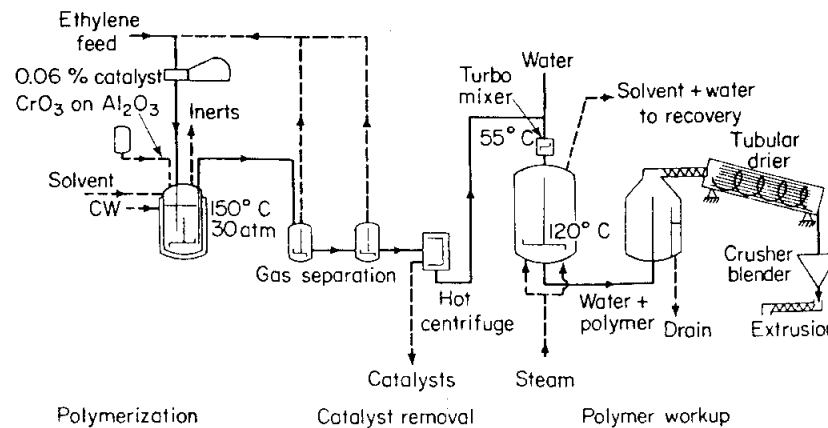 Ethylene
feed
0.06 % catalyst
CrO₃ on Al₂O₃
Inerts
Solvent
CW
150° C
30 atm
Gas separation
Hot
centrifuge
Catalysts
Water
Turbo
mixer
55° C
Solvent + water
to recovery
120° C
Steam
Water +
polymer
Drain
Tubular
drier
Crusher
blender
Extrusion
Polymerization
Catalyst removal
Polymer workup